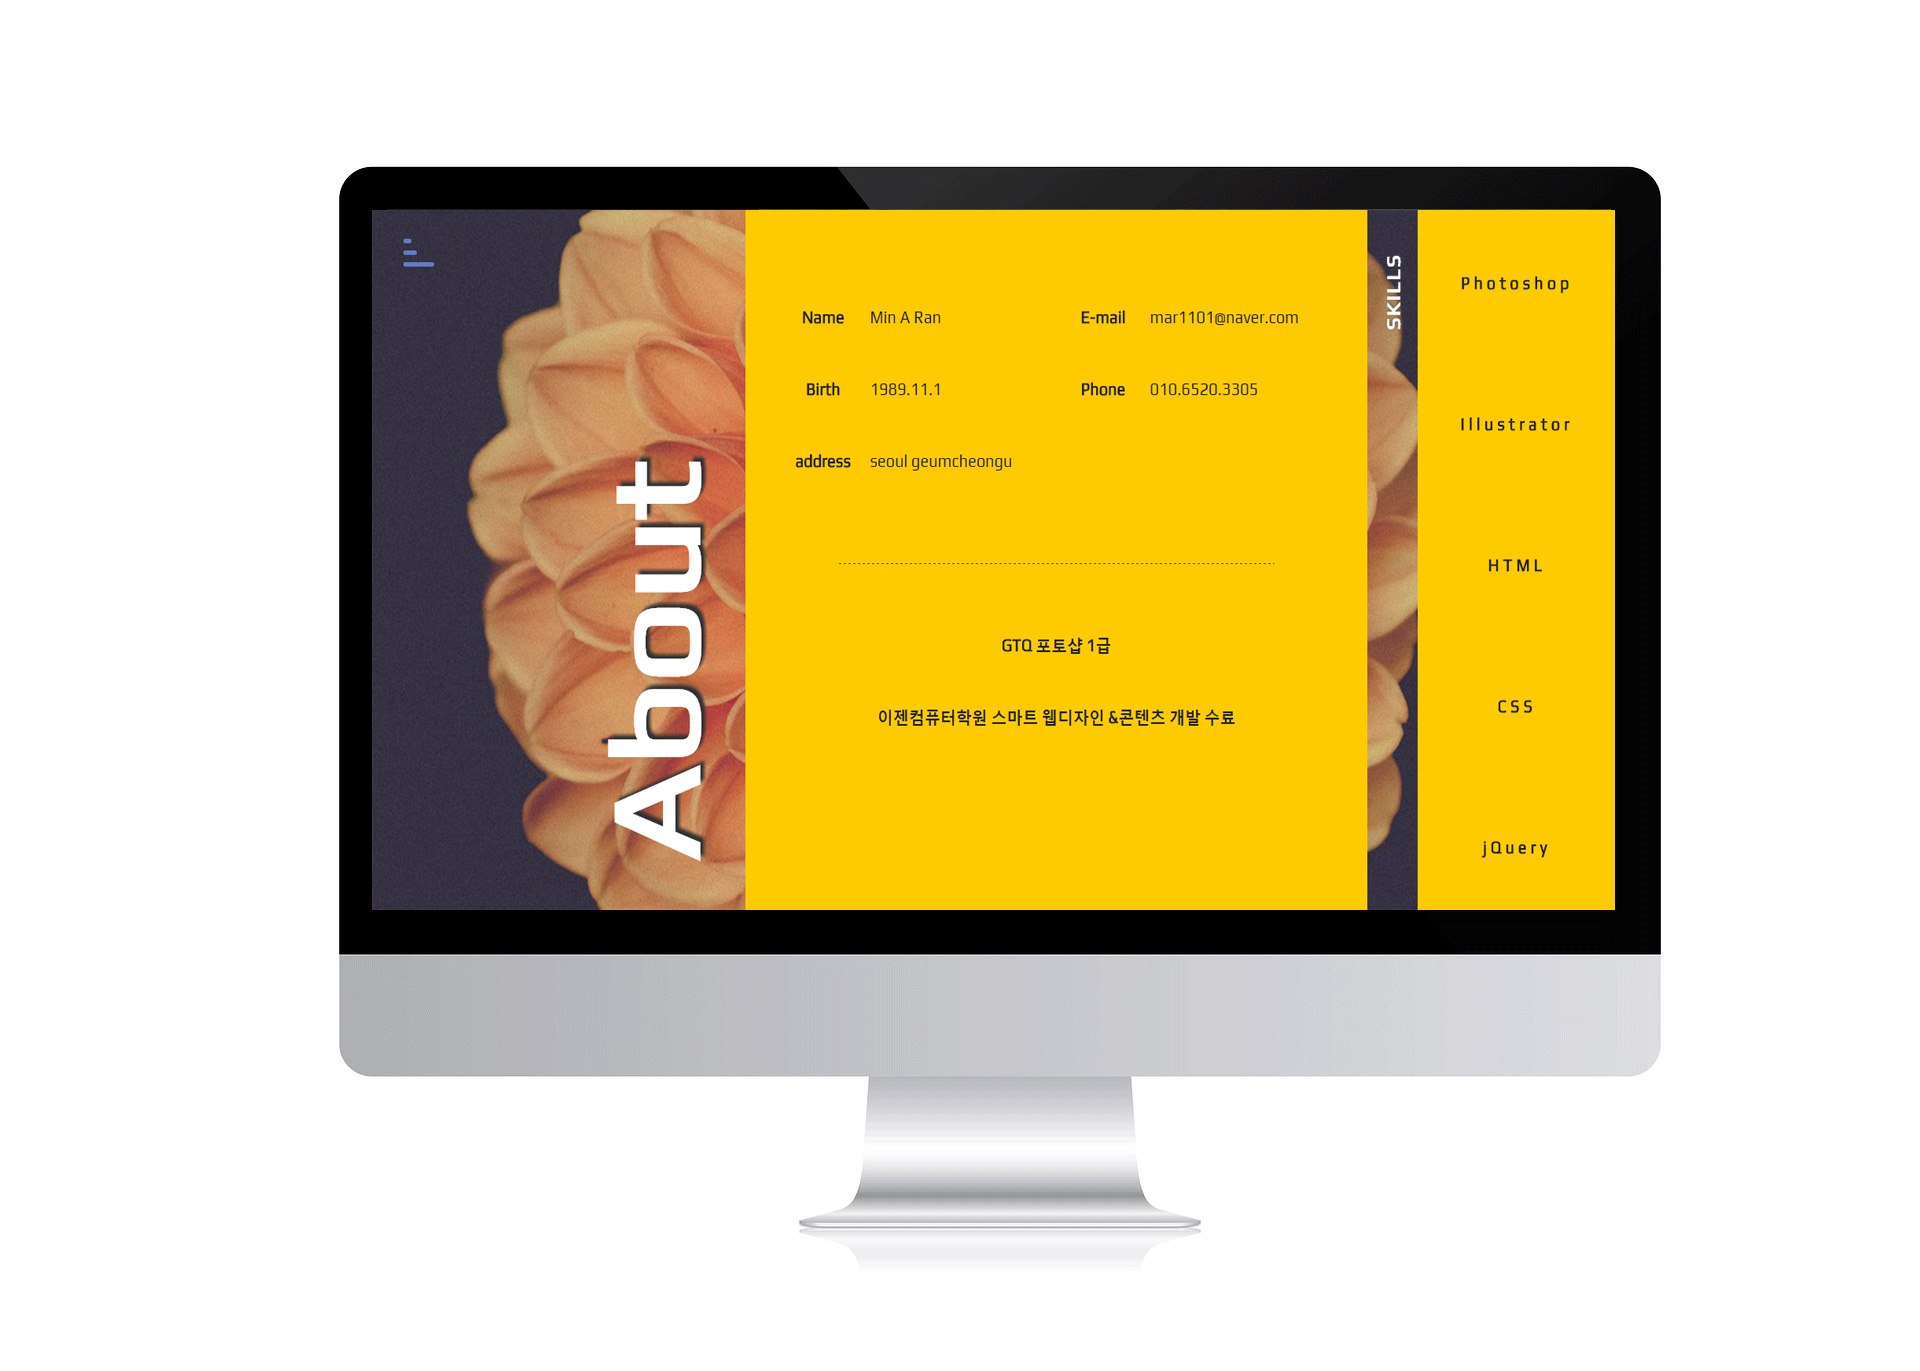 About
Name Min A Ran E-mail mar1101@naver.com
Birth 1989.11.1 Phone 010.6520.3305
address seoul geumcheongu
GTQ 포토샵 1급
이젠컴퓨터학원 스마트 웹디자인 &콘텐츠 개발 수료
SKILLS
Photoshop
Illustrator
HTML
CSS
jQuery